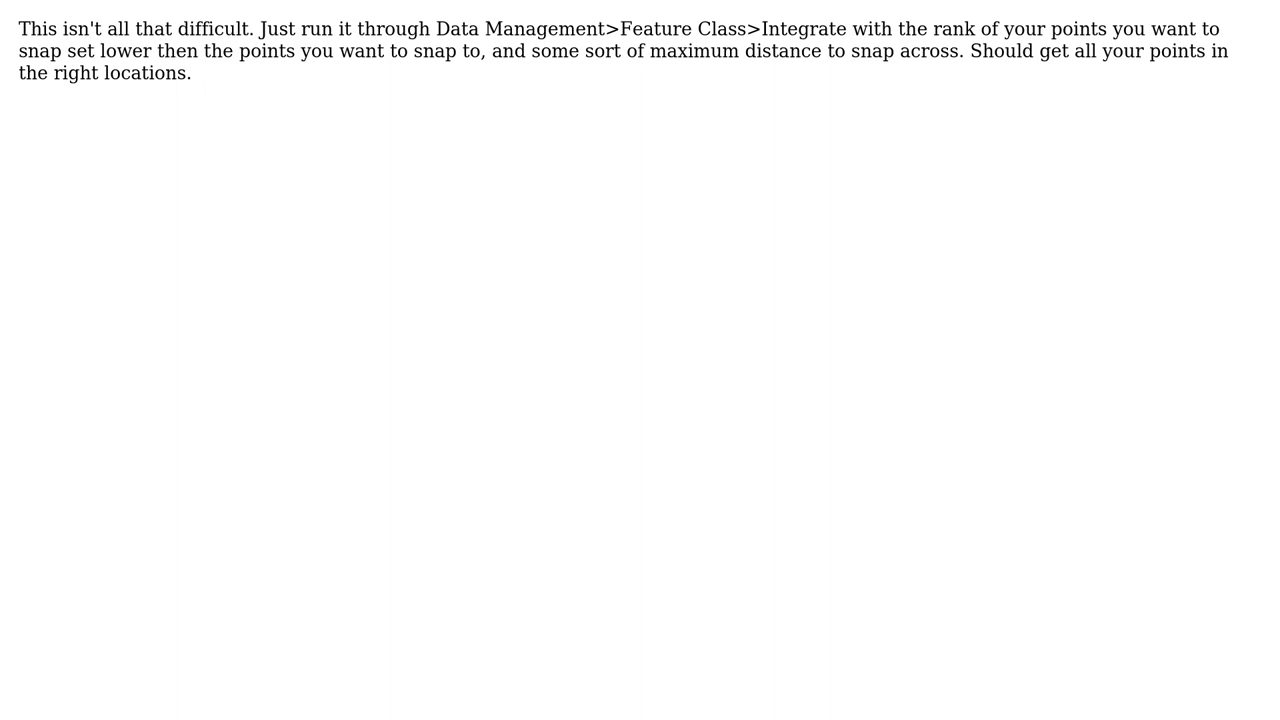 This isn't all that difficult. Just run it through Data Management>Feature Class>Integrate with the rank of your points you want to
snap set lower then the points you want to snap to, and some sort of maximum distance to snap across. Should get all your points in
the right locations.